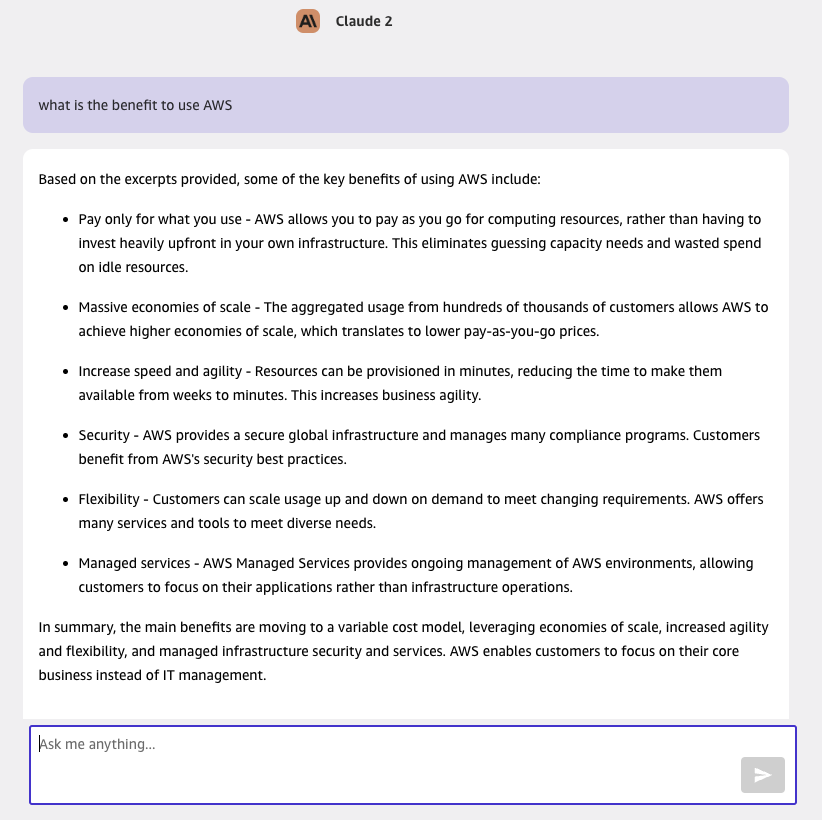 Claude 2
what is the benefit to use AWS
Based on the excerpts provided, some of the key benefits of using AWS include:
• Pay only for what you use - AWS allows you to pay as you go for computing resources, rather than having to
invest heavily upfront in your own infrastructure. This eliminates guessing capacity needs and wasted spend
on idle resources.
• Massive economies of scale - The aggregated usage from hundreds of thousands of customers allows AWS to
achieve higher economies of scale, which translates to lower pay-as-you-go prices.
• Increase speed and agility - Resources can be provisioned in minutes, reducing the time to make them
available from weeks to minutes. This increases business agility.
• Security - AWS provides a secure global infrastructure and manages many compliance programs. Customers
benefit from AWS's security best practices.
• Flexibility - Customers can scale usage up and down on demand to meet changing requirements. AWS offers
many services and tools to meet diverse needs.
• Managed services - AWS Managed Services provides ongoing management of AWS environments, allowing
customers to focus on their applications rather than infrastructure operations.
In summary, the main benefits are moving to a variable cost model, leveraging economies of scale, increased agility
and flexibility, and managed infrastructure security and services. AWS enables customers to focus on their core
business instead of IT management.
Ask me anything...